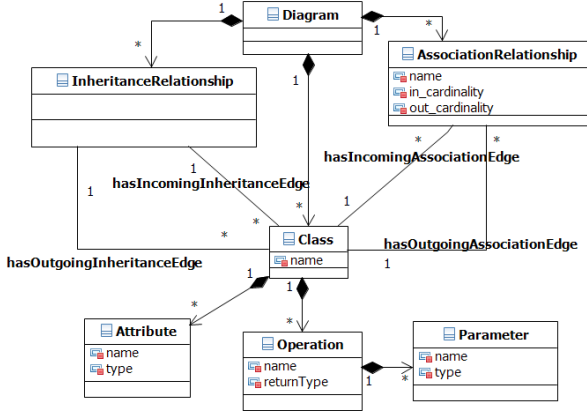 Diagram
1
1
1
*
*
InheritanceRelationship
AssociationRelationship
name
in_cardinality
out_cardinality
*
*
1
hasIncomingAssociationEdge
1
hasIncomingInheritanceEdge
1
*
*
*
Class
hasOutgoingAssociationEdge
name
1
hasOutgoingInheritanceEdge
1
1
*
*
Attribute
name
type
Operation
name
returnType
1
*
Parameter
name
type